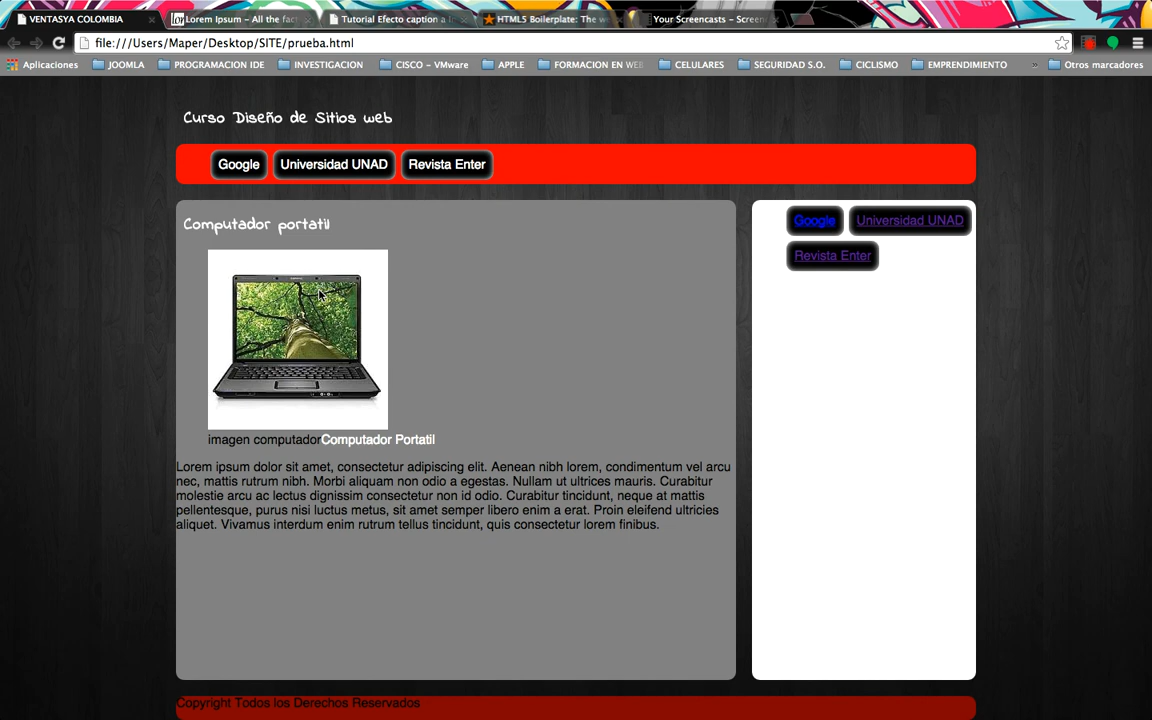 VENTASYA COLOMBIA
Lorem Ipsum – All the fac
Tutorial Efecto caption a
HTML5 Boilerplate: The w
Your Screencasts – Screen
file:///Users/Maper/Desktop/SITE/prueba.html
Aplicaciones JOOMLA PROGRAMACION IDE INVESTIGACION CISCO – VMware APPLE FORMACION EN WEB CELULARES SEGURIDAD S.O. CICLISMO EMPRENDIMIENTO » Otros marcadores
Curso Diseño de Sitios web
Google Universidad UNAD Revista Enter
Computador portatil
imagen computadorComputador Portatil
Lorem ipsum dolor sit amet, consectetur adipiscing elit. Aenean nibh lorem, condimentum vel arcu
nec, mattis rutrum nibh. Morbi aliquam non odio a egestas. Nullam ut ultrices mauris. Curabitur
molestie arcu ac lectus dignissim consectetur non id odio. Curabitur tincidunt, neque at mattis
pellentesque, purus nisi luctus metus, sit amet semper libero enim a erat. Proin eleifend ultricies
aliquet. Vivamus interdum enim rutrum tellus tincidunt, quis consectetur lorem finibus.
Google Universidad UNAD
Revista Enter
Copyright Todos los Derechos Reservados